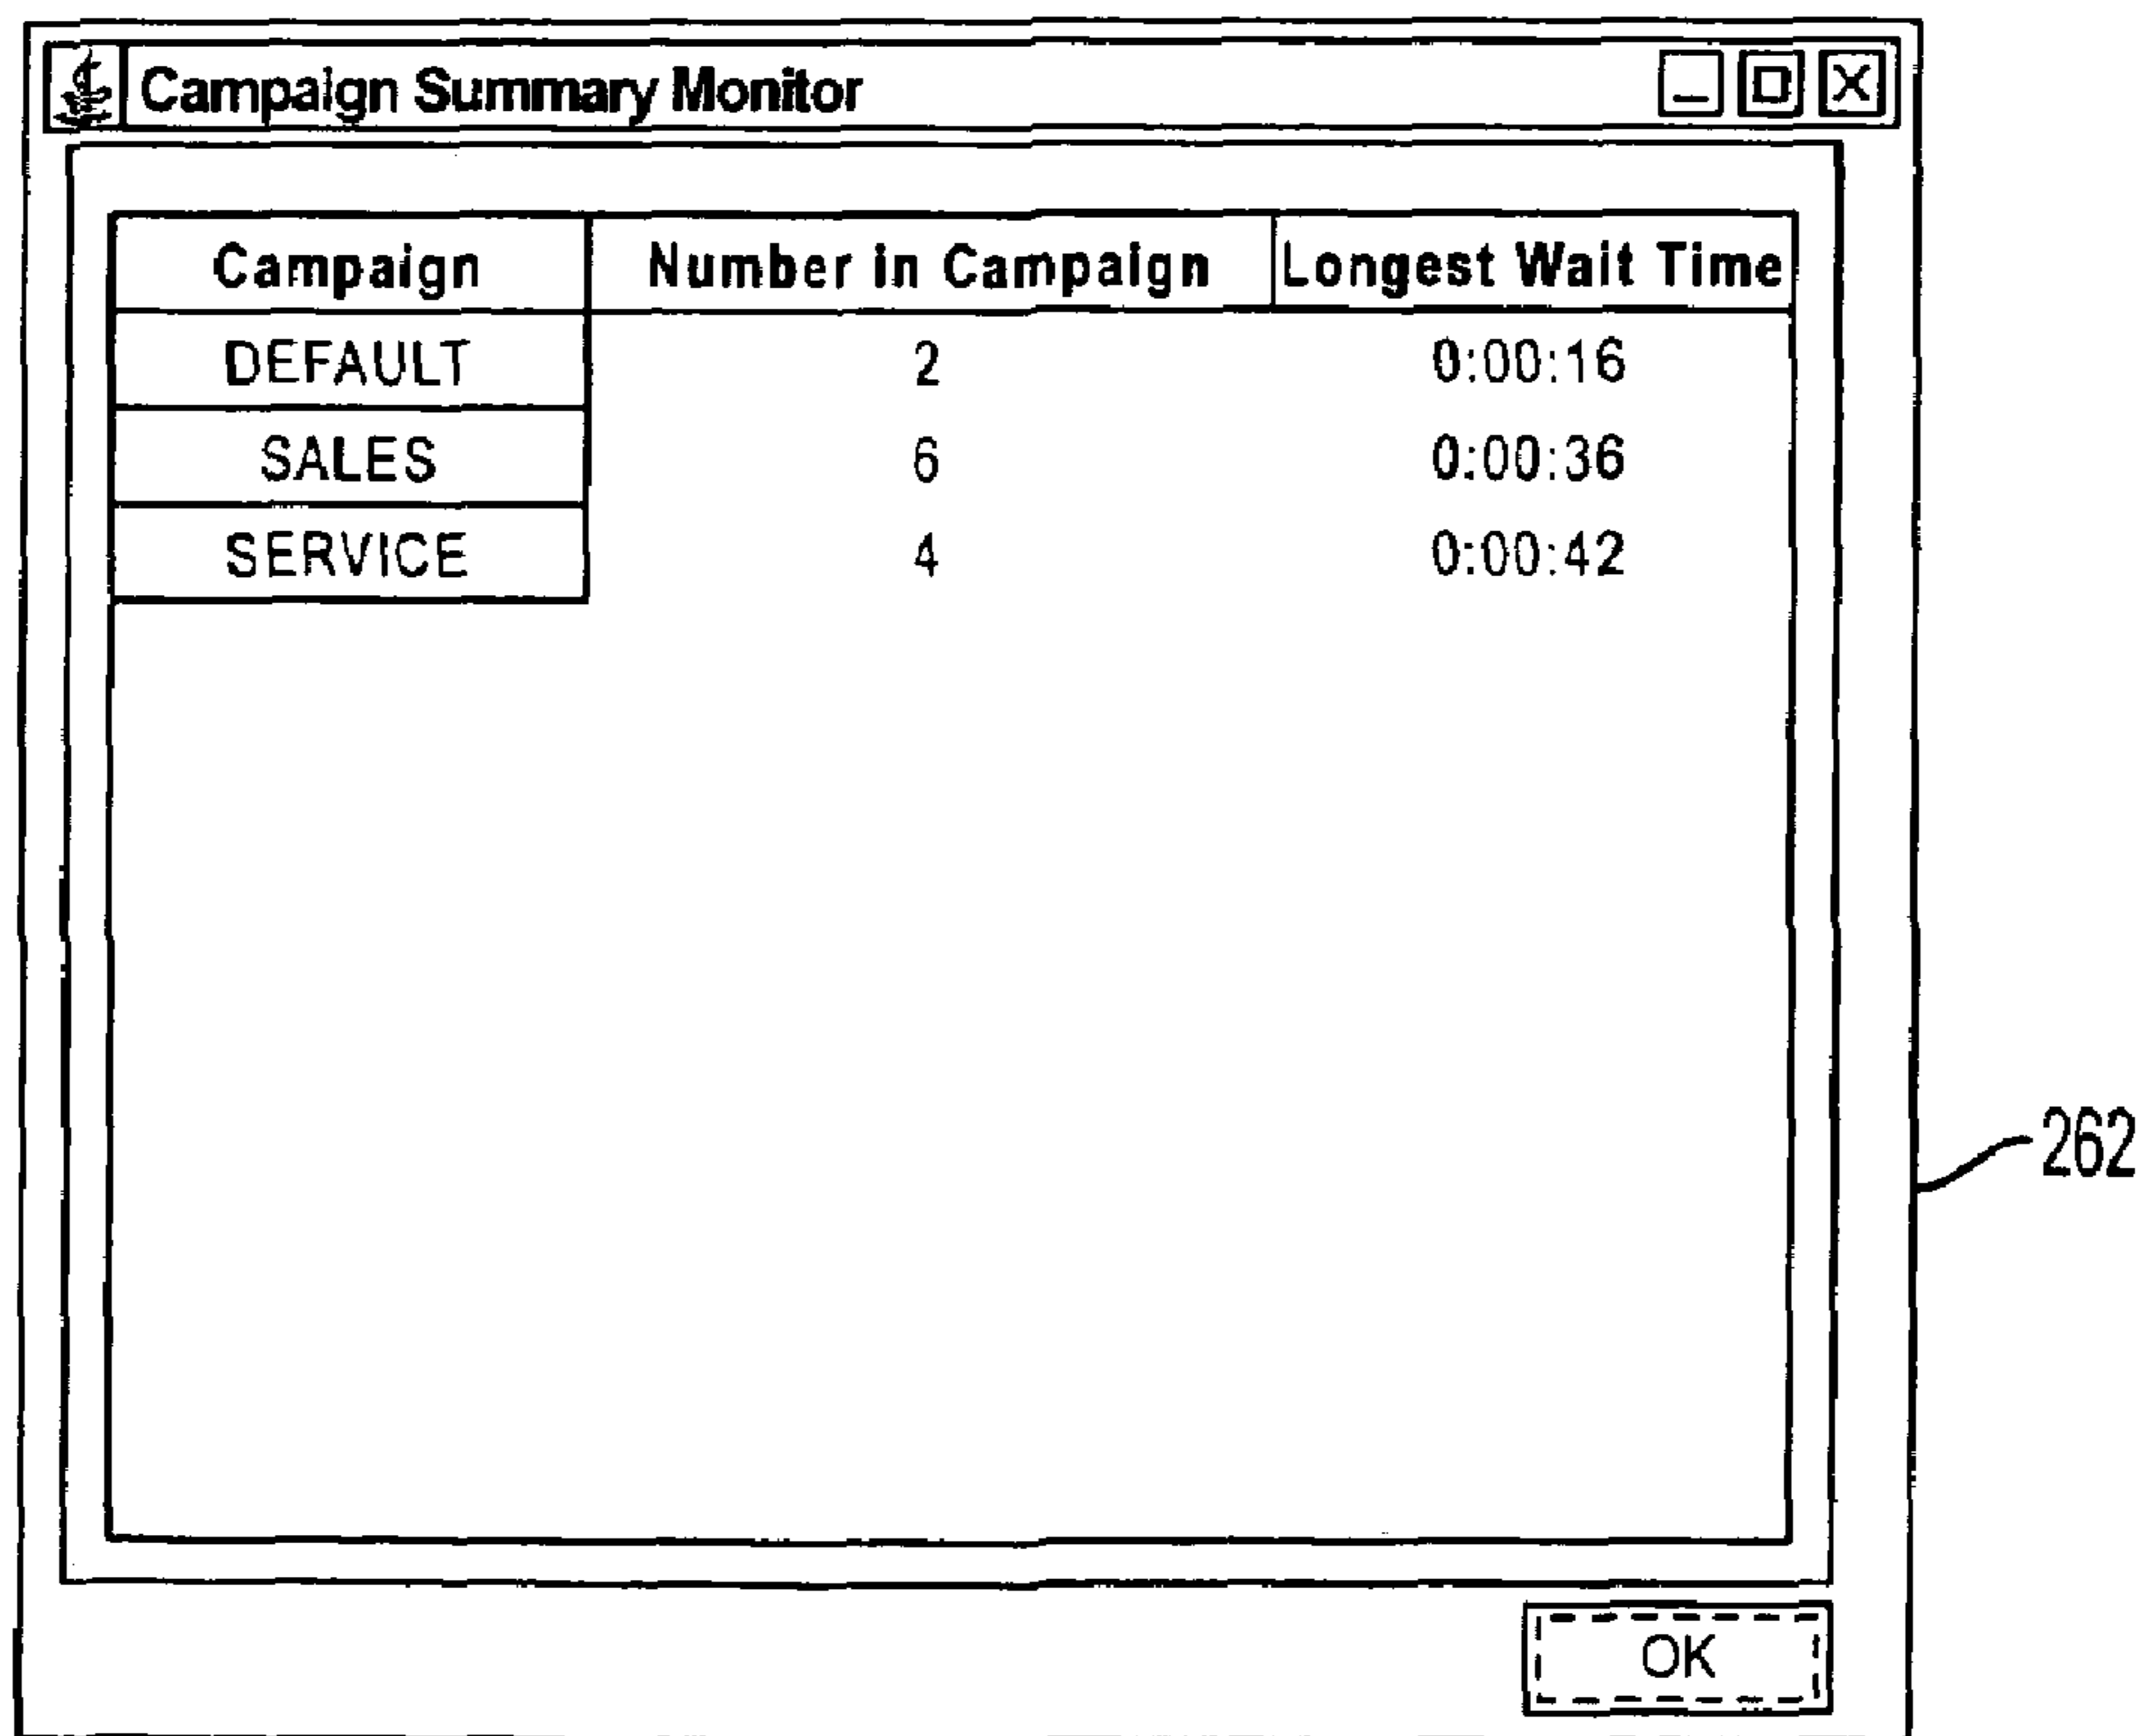 Campaign Summary Monitor
Campaign Number in Campaign Longest Wait Time
DEFAULT 2 0:00:16
SALES 6 0:00:36
SERVICE 4 0:00:42
262
OK